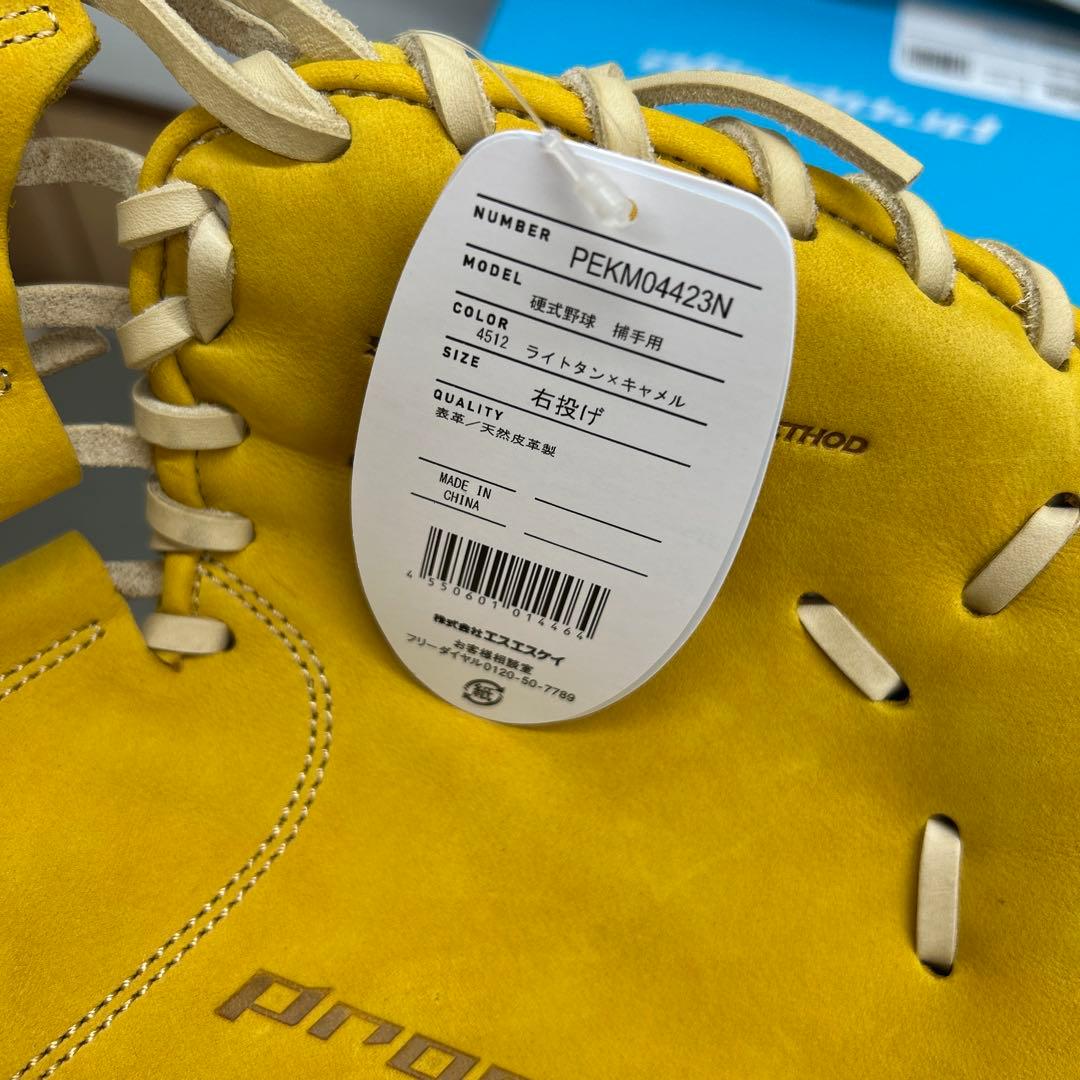 NUMBER PEKM04423N
MODEL 硬式野球 捕手用
COLOR 4512 ライトタン×キャメル
SIZE 右投げ
QUALITY
表革／天然皮革製
MADE IN
CHINA
4 550601 014464
株式会社エスエスケイ
お客様相談室
フリーダイヤル0120-50-7789
紙